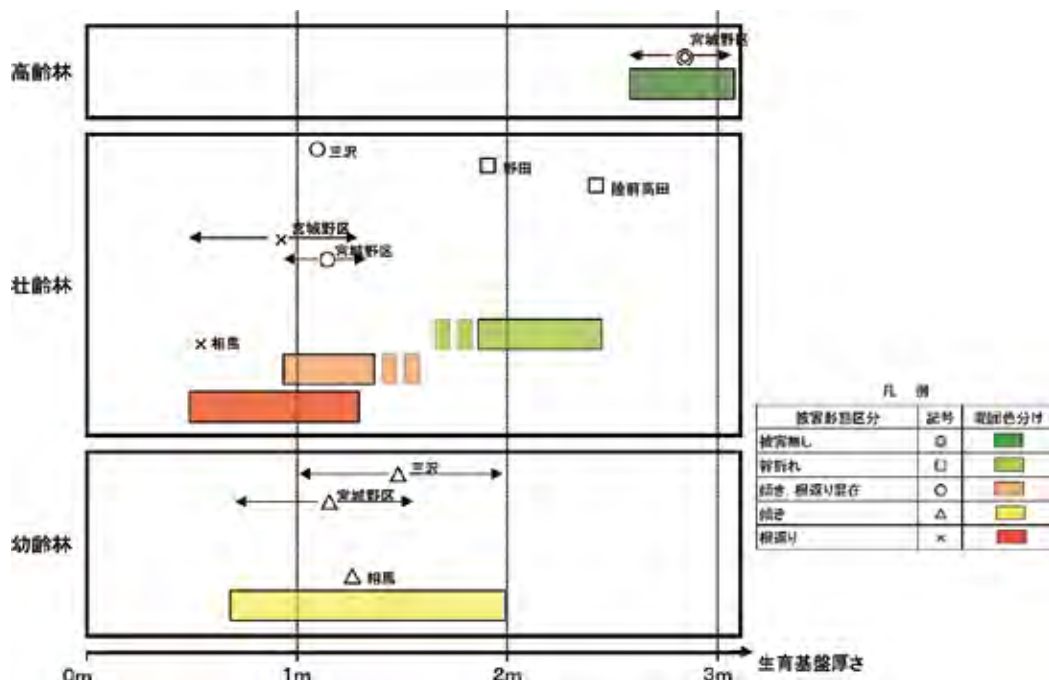 高齢林
宮城野区
壮齢林
三沢
野田
陸前高田
宮城野区
宮城野区
相馬
幼齢林
三沢
宮城野区
相馬
0m 1m 2m 3m 生育基盤厚さ
凡 例
被害形態区分 記号 範囲色分け
被害無し ◎
幹折れ □
傾き、根返り混在 ○
傾き △
根返り ×